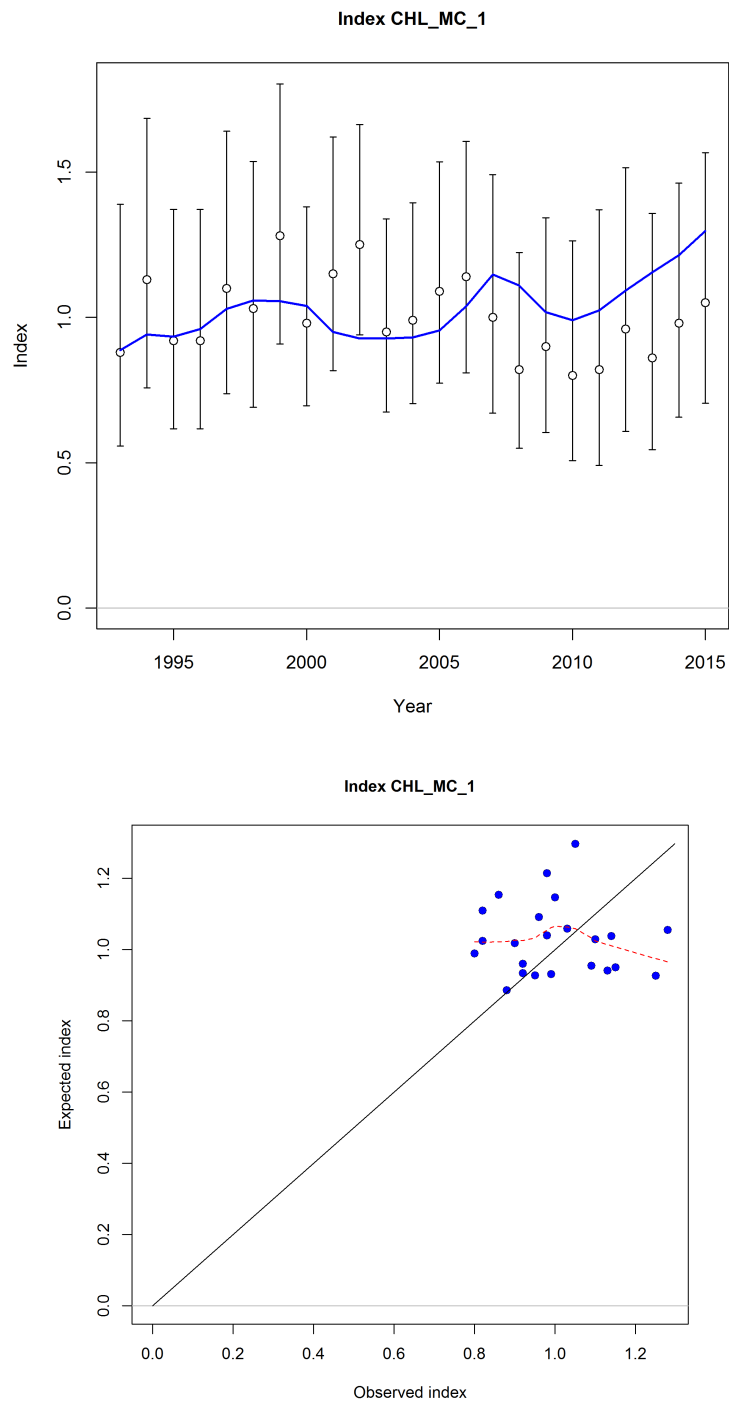 Index CHL_MC_1
1.5
1.0
0.5
0.0
Index
1995 2000 2005 2010 2015
Year
Index CHL_MC_1
1.2
1.0
0.8
0.6
0.4
0.2
0.0
Expected index
0.0 0.2 0.4 0.6 0.8 1.0 1.2
Observed index